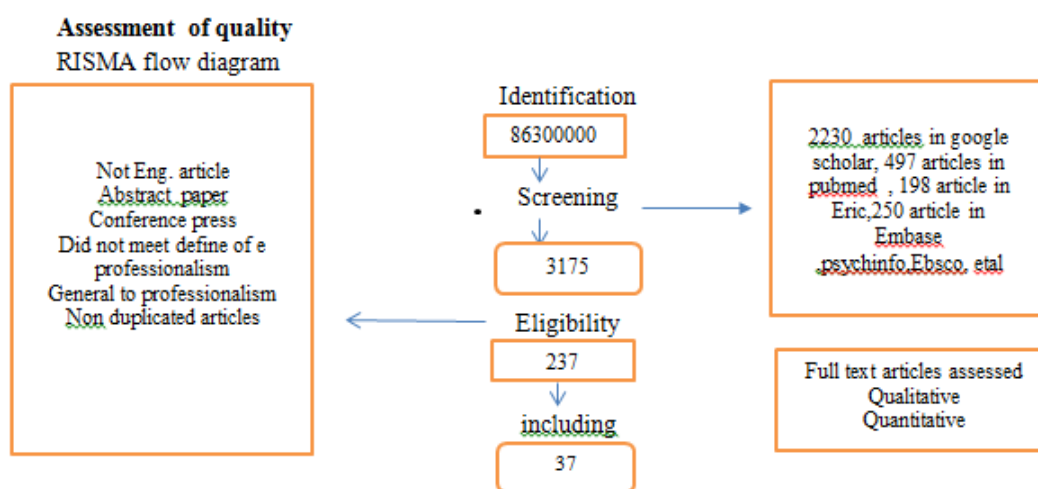 Assessment of quality
RISMA flow diagram
Not Eng. article
Abstract paper
Conference press
Did not meet define of e
professionalism
General to professionalism
Non duplicated articles
Identification
86300000
Screening
3175
Eligibility
237
including
37
2230 articles in google
scholar, 497 articles in
pubmed , 198 article in
Eric,250 article in
Embase
,psychinfo,Ebsco, etal
Full text articles assessed
Qualitative
Quantitative